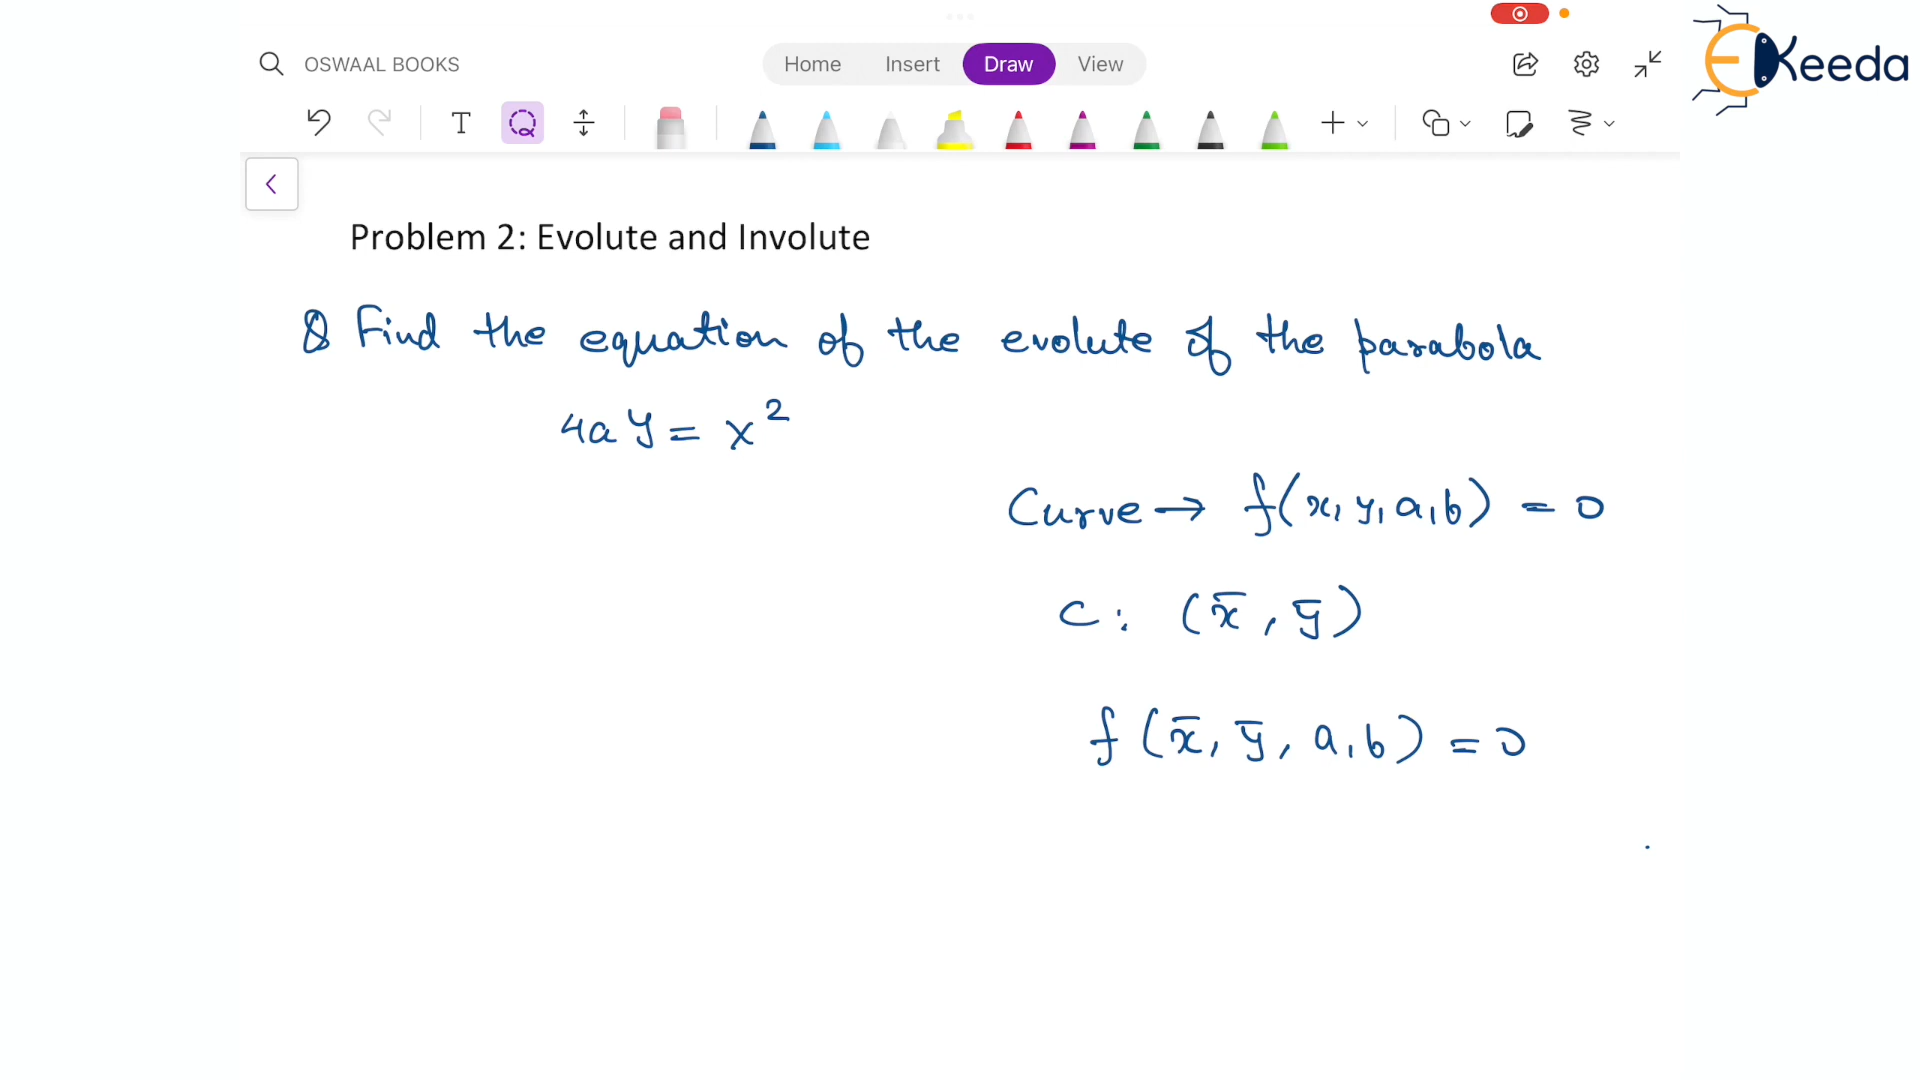 OSWAAL BOOKS
Home Insert Draw View
EKeeda
T
Problem 2: Evolute and Involute
Q Find the equation of the evolute of the parabola
4ay = x²
Curve → f(x, y, a, b) = 0
C : (x̄, ȳ)
f(x̄, ȳ, a, b) = 0